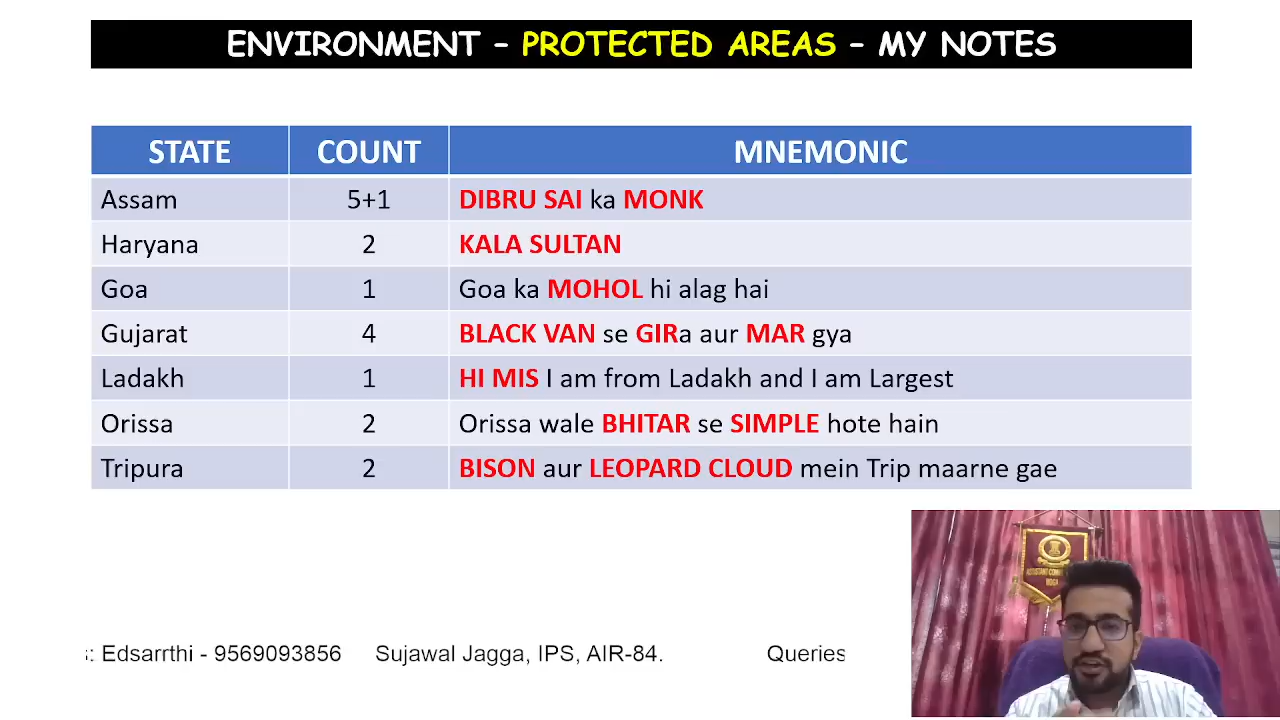 ENVIRONMENT – PROTECTED AREAS – MY NOTES
STATE COUNT MNEMONIC
Assam 5+1 DIBRU SAI ka MONK
Haryana 2 KALA SULTAN
Goa 1 Goa ka MOHOL hi alag hai
Gujarat 4 BLACK VAN se GIRa aur MAR gya
Ladakh 1 HI MIS I am from Ladakh and I am Largest
Orissa 2 Orissa wale BHITAR se SIMPLE hote hain
Tripura 2 BISON aur LEOPARD CLOUD mein Trip maarne gae
ASSISTANT
MOGA
: Edsarrthi - 9569093856 Sujawal Jagga, IPS, AIR-84. Queries